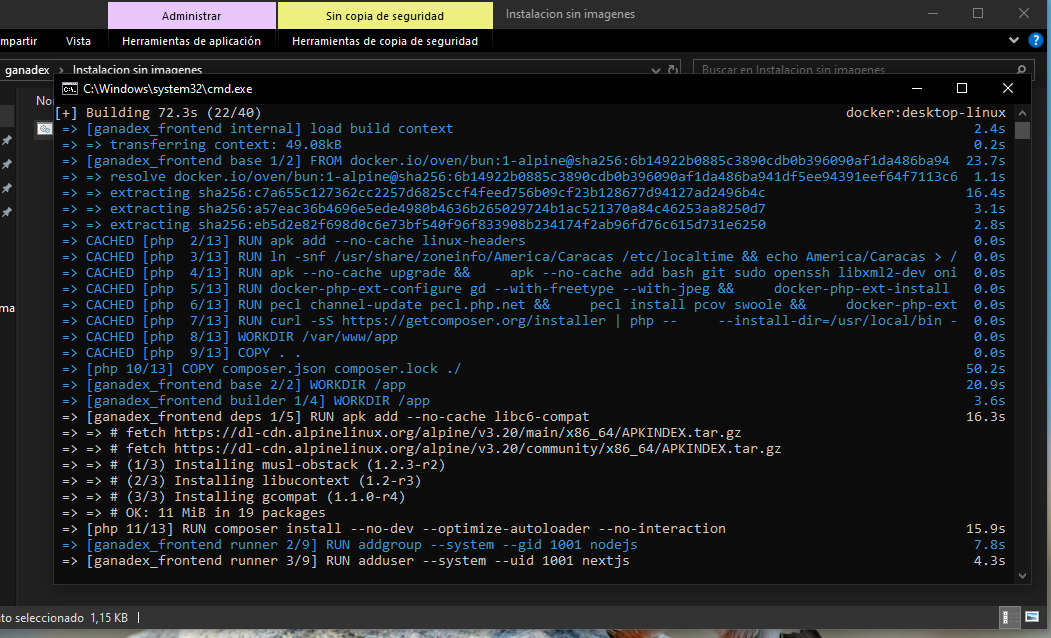 Administrar
Sin copia de seguridad
Instalacion sin imagenes
mpartir
Vista
Herramientas de aplicación
Herramientas de copia de seguridad
?
ganadex > Instalacion sin imagenes
Buscar en Instalacion sin imagenes
C:\Windows\system32\cmd.exe
[+] Building 72.3s (22/40) docker:desktop-linux
=> [ganadex_frontend internal] load build context 2.4s
=> => transferring context: 49.08kB 0.2s
=> [ganadex_frontend base 1/2] FROM docker.io/oven/bun:1-alpine@sha256:6b14922b0885c3890cdb0b396090af1da486ba94 23.7s
=> => resolve docker.io/oven/bun:1-alpine@sha256:6b14922b0885c3890cdb0b396090af1da486ba941df5ee94391eef64f7113c6 1.1s
=> => extracting sha256:c7a655c127362cc2257d6825ccf4feed756b09cf23b128677d94127ad2496b4c 16.4s
=> => extracting sha256:a57eac36b4696e5ede4980b4636b265029724b1ac521370a84c46253aa8250d7 3.1s
=> => extracting sha256:eb5d2e82f698d0c6e73bf540f96f833908b234174f2ab96fd76c615d731e6250 2.8s
=> CACHED [php 2/13] RUN apk add --no-cache linux-headers 0.0s
=> CACHED [php 3/13] RUN ln -snf /usr/share/zoneinfo/America/Caracas /etc/localtime && echo America/Caracas > / 0.0s
=> CACHED [php 4/13] RUN apk --no-cache upgrade && apk --no-cache add bash git sudo openssh libxml2-dev oni 0.0s
=> CACHED [php 5/13] RUN docker-php-ext-configure gd --with-freetype --with-jpeg && docker-php-ext-install 0.0s
=> CACHED [php 6/13] RUN pecl channel-update pecl.php.net && pecl install pcov swoole && docker-php-ext 0.0s
=> CACHED [php 7/13] RUN curl -sS https://getcomposer.org/installer | php -- --install-dir=/usr/local/bin - 0.0s
=> CACHED [php 8/13] WORKDIR /var/www/app 0.0s
=> CACHED [php 9/13] COPY . . 0.0s
=> [php 10/13] COPY composer.json composer.lock ./ 50.2s
=> [ganadex_frontend base 2/2] WORKDIR /app 20.9s
=> [ganadex_frontend builder 1/4] WORKDIR /app 3.6s
=> [ganadex_frontend deps 1/5] RUN apk add --no-cache libc6-compat 16.3s
=> => # fetch https://dl-cdn.alpinelinux.org/alpine/v3.20/main/x86_64/APKINDEX.tar.gz
=> => # fetch https://dl-cdn.alpinelinux.org/alpine/v3.20/community/x86_64/APKINDEX.tar.gz
=> => # (1/3) Installing musl-obstack (1.2.3-r2)
=> => # (2/3) Installing libucontext (1.2-r3)
=> => # (3/3) Installing gcompat (1.1.0-r4)
=> => # OK: 11 MiB in 19 packages
=> [php 11/13] RUN composer install --no-dev --optimize-autoloader --no-interaction 15.9s
=> [ganadex_frontend runner 2/9] RUN addgroup --system --gid 1001 nodejs 7.8s
=> [ganadex_frontend runner 3/9] RUN adduser --system --uid 1001 nextjs 4.3s
No
ma
to seleccionado 1,15 KB